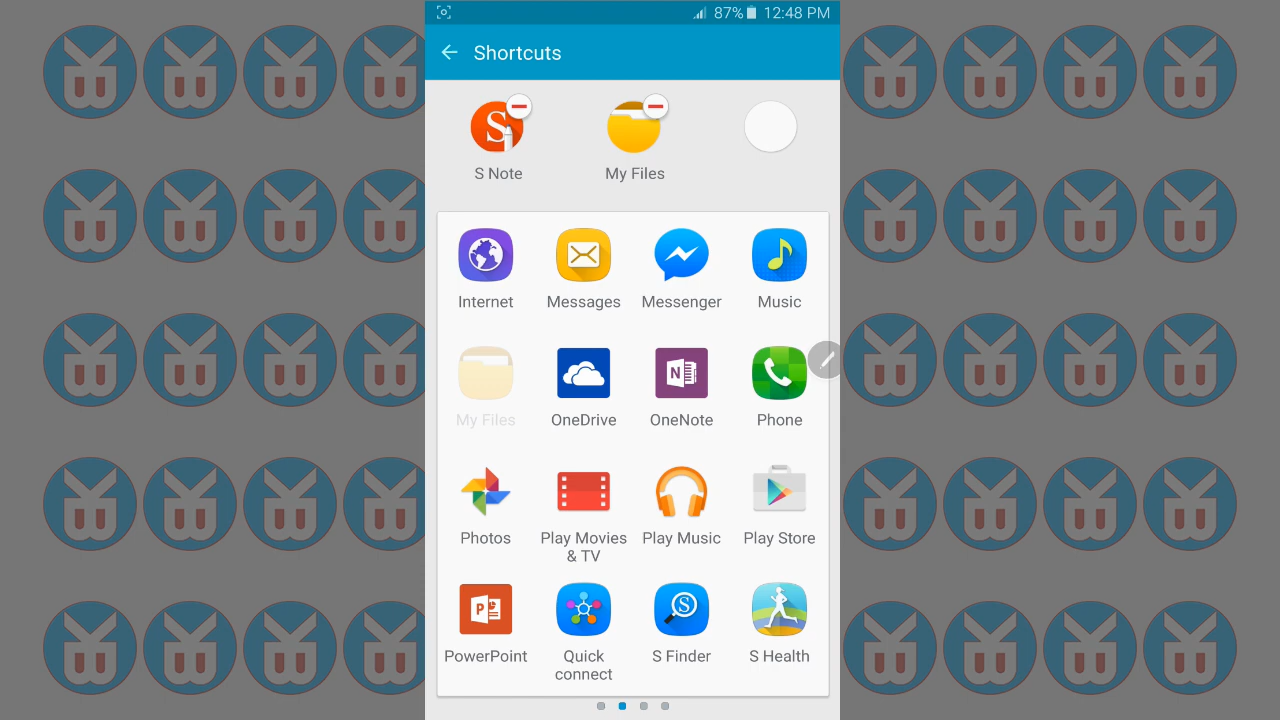 87% 12:48 PM
Shortcuts
S Note My Files
Internet Messages Messenger Music
My Files OneDrive OneNote Phone
Photos Play Movies & TV Play Music Play Store
PowerPoint Quick connect S Finder S Health